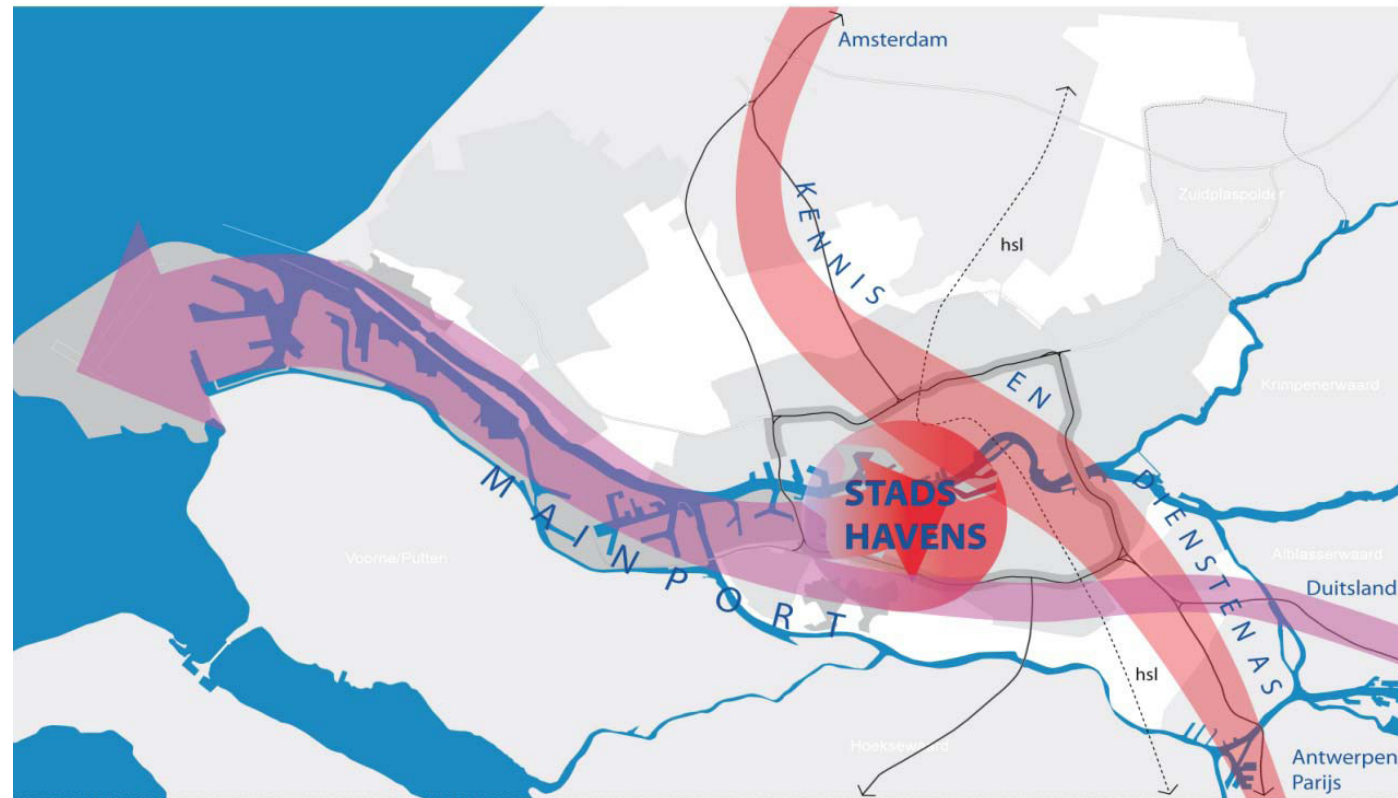 Amsterdam
Zuidplaspolder
KENNIS
hsl
EN
Krimpenerwaard
STADS
HAVENS
DIENSTENAS
MAINPORT
Voorne/Putten
Alblasserwaard
Duitsland
hsl
Hoeksewaard
Antwerpen
Parijs